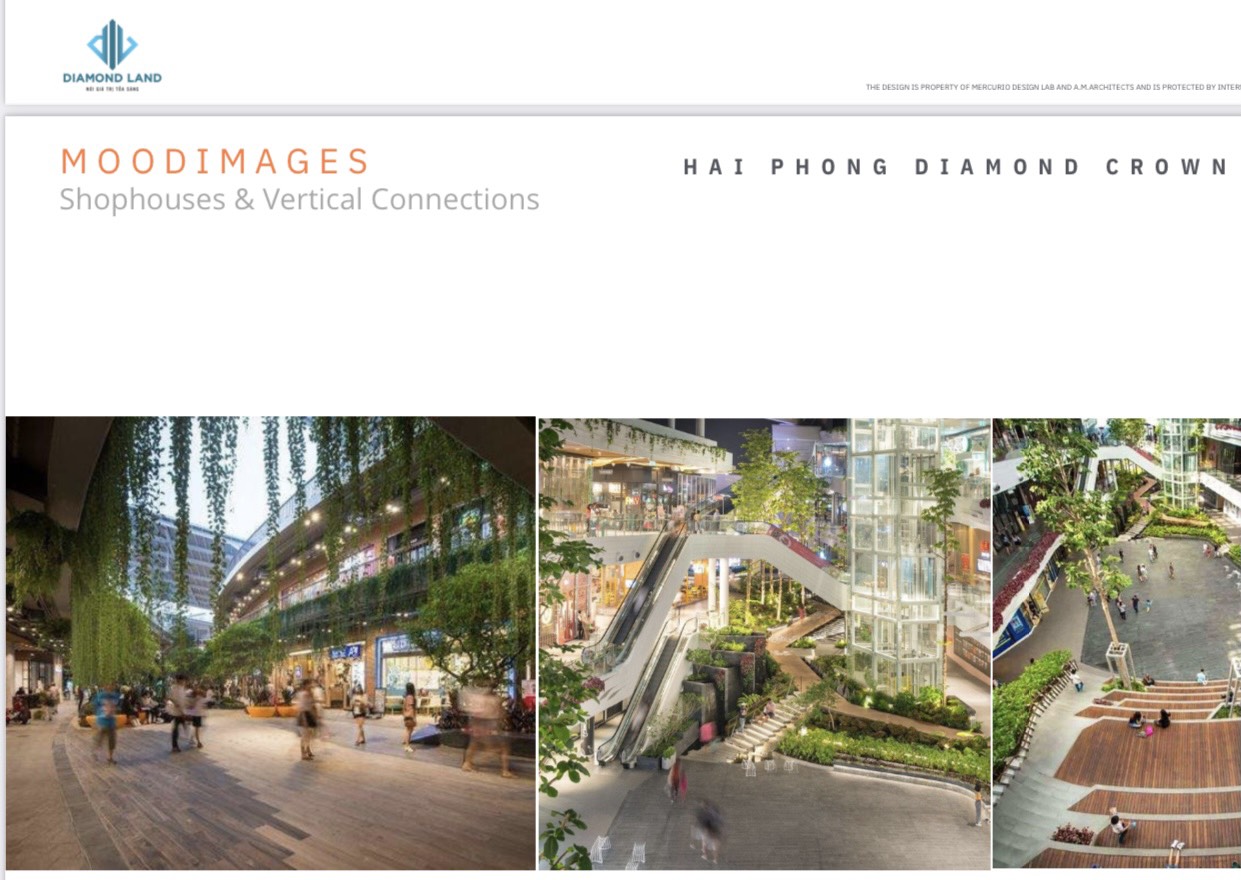 DIAMOND LAND
NƠI GIÁ TRỊ TỎA SÁNG
THE DESIGN IS PROPERTY OF MERCURIO DESIGN LAB AND A.M.ARCHITECTS AND IS PROTECTED BY INTER
MOODIMAGES
HAI PHONG DIAMOND CROWN
Shophouses & Vertical Connections